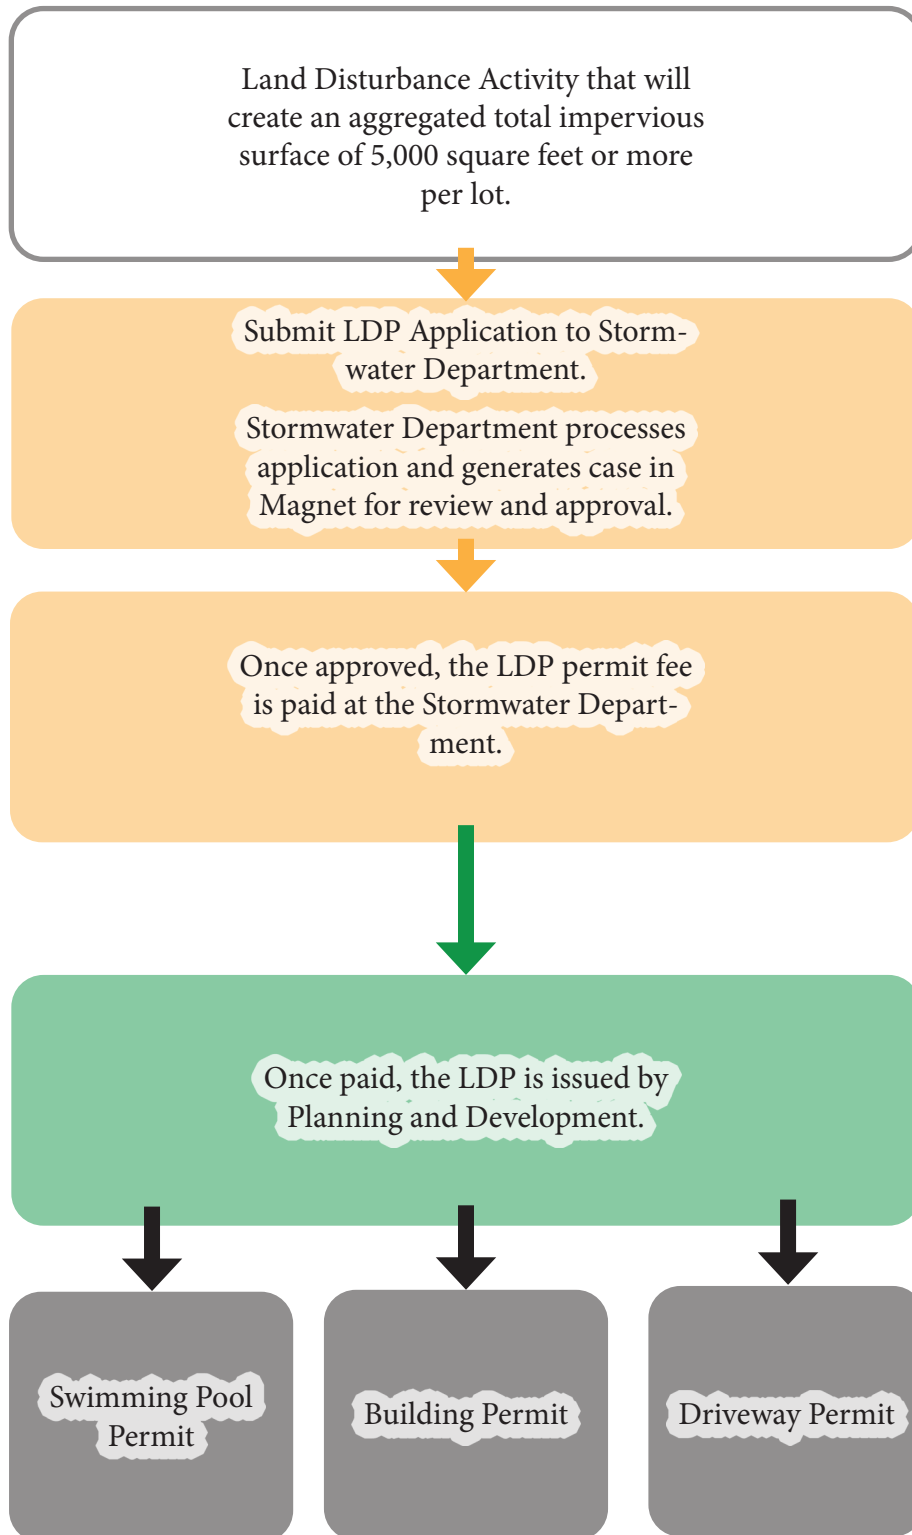 Land Disturbance Activity that will
create an aggregated total impervious
surface of 5,000 square feet or more
per lot.
Submit LDP Application to Storm-
water Department.
Stormwater Department processes
application and generates case in
Magnet for review and approval.
Once approved, the LDP permit fee
is paid at the Stormwater Depart-
ment.
Once paid, the LDP is issued by
Planning and Development.
Swimming Pool
Permit
Building Permit
Driveway Permit